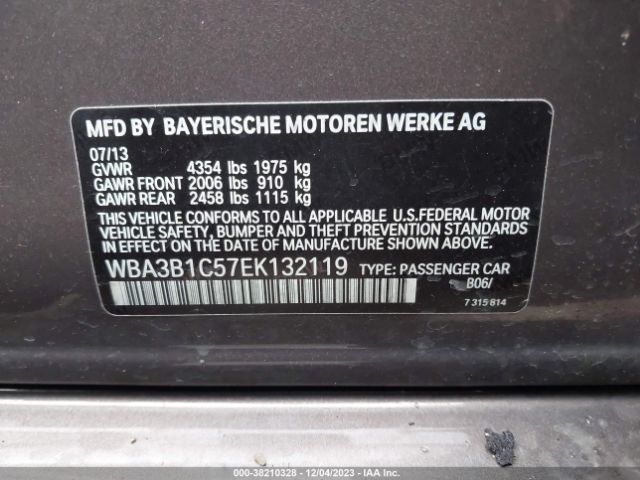 MFD BY BAYERISCHE MOTOREN WERKE AG
07/13
GVWR 4354 lbs 1975 kg
GAWR FRONT 2006 lbs 910 kg
GAWR REAR 2458 lbs 1115 kg
THIS VEHICLE CONFORMS TO ALL APPLICABLE U.S.FEDERAL MOTOR
VEHICLE SAFETY, BUMPER AND THEFT PREVENTION STANDARDS
IN EFFECT ON THE DATE OF MANUFACTURE SHOWN ABOVE.
WBA3B1C57EK132119 TYPE: PASSENGER CAR
B06/
7 315 814
000-38210328 - 12/04/2023 - IAA Inc.